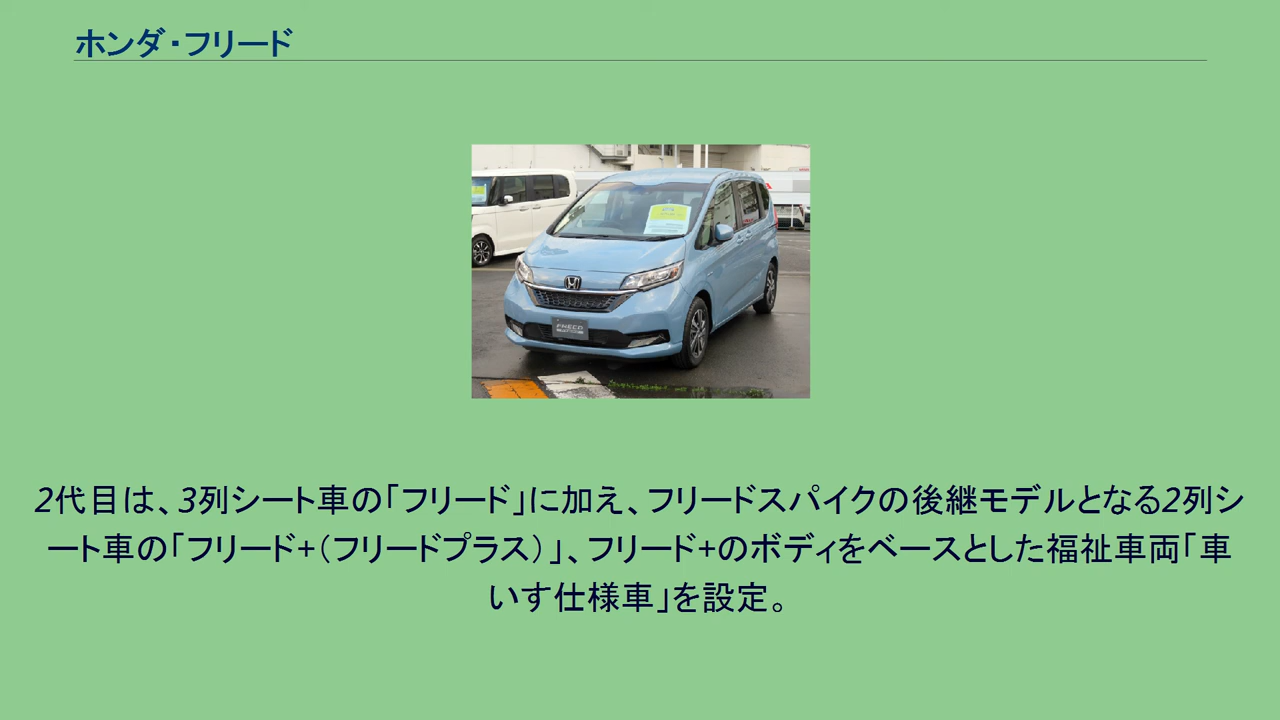 ホンダ・フリード
2代目は、3列シート車の｢フリード｣に加え、フリードスパイクの後継モデルとなる2列シ
ート車の｢フリード+(フリードプラス)｣、フリード+のボディをベースとした福祉車両｢車
いす仕様車｣を設定。